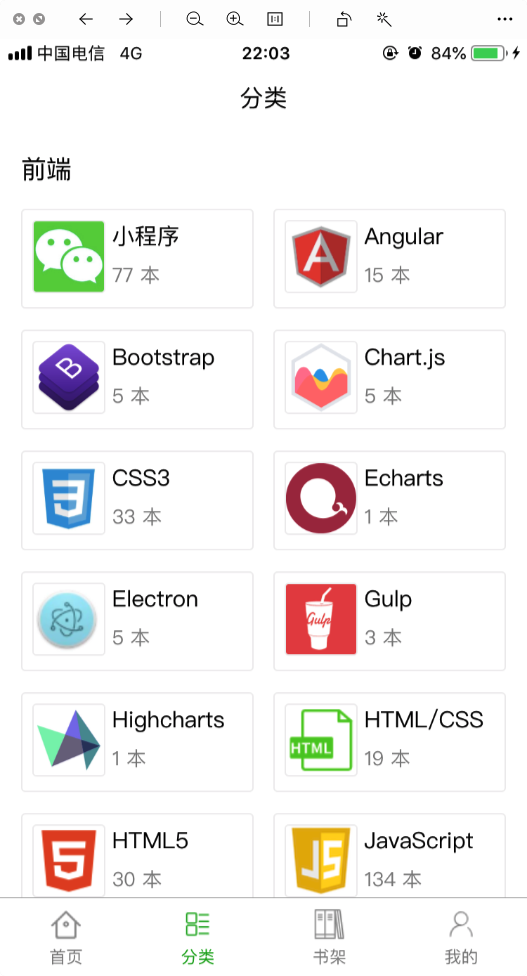 中国电信 4G 22:03 84%
分类
前端
小程序
77 本
Angular
15 本
Bootstrap
5 本
Chart.js
5 本
CSS3
33 本
Echarts
1 本
Electron
5 本
Gulp
Gulp
3 本
Highcharts
1 本
HTML
HTML/CSS
19 本
HTML5
30 本
JS
JavaScript
134 本
首页 分类 书架 我的